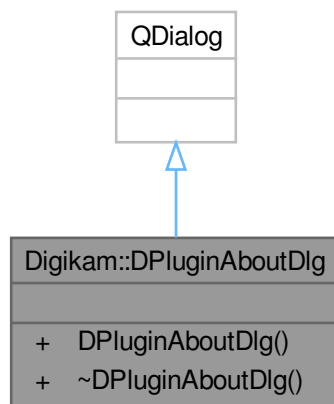 QDialog
Digikam::DPluginAboutDlg
+ DPluginAboutDlg()
+ ~DPluginAboutDlg()